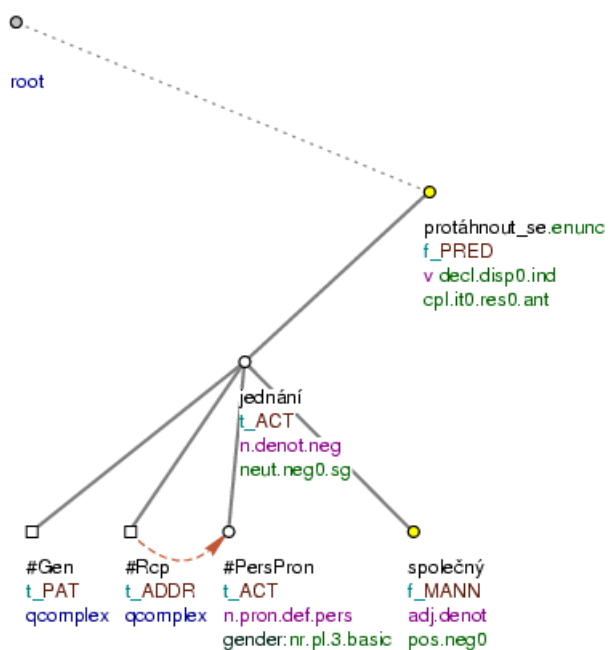 root
protáhnout_se.enunc
f_PRED
v decl.disp0.ind
cpl.it0.res0.ant
jednání
t_ACT
n.denot.neg
neut.neg0.sg
#Gen #Rcp #PersPron společný
t_PAT t_ADDR t_ACT f_MANN
qcomplex qcomplex n.pron.def.pers adj.denot
gender:nr.pl.3.basic pos.neg0